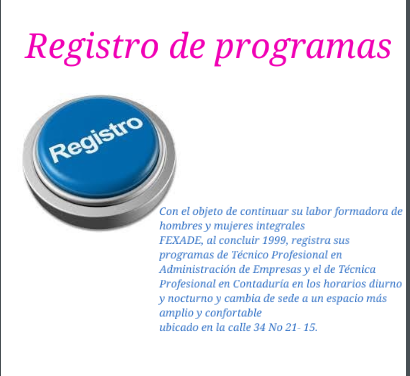 Registro de programas
Registro
Con el objeto de continuar su labor formadora de
hombres y mujeres integrales
FEXADE, al concluir 1999, registra sus
programas de Técnico Profesional en
Administración de Empresas y el de Técnica
Profesional en Contaduría en los horarios diurno
y nocturno y cambia de sede a un espacio más
amplio y confortable
ubicado en la calle 34 No 21- 15.